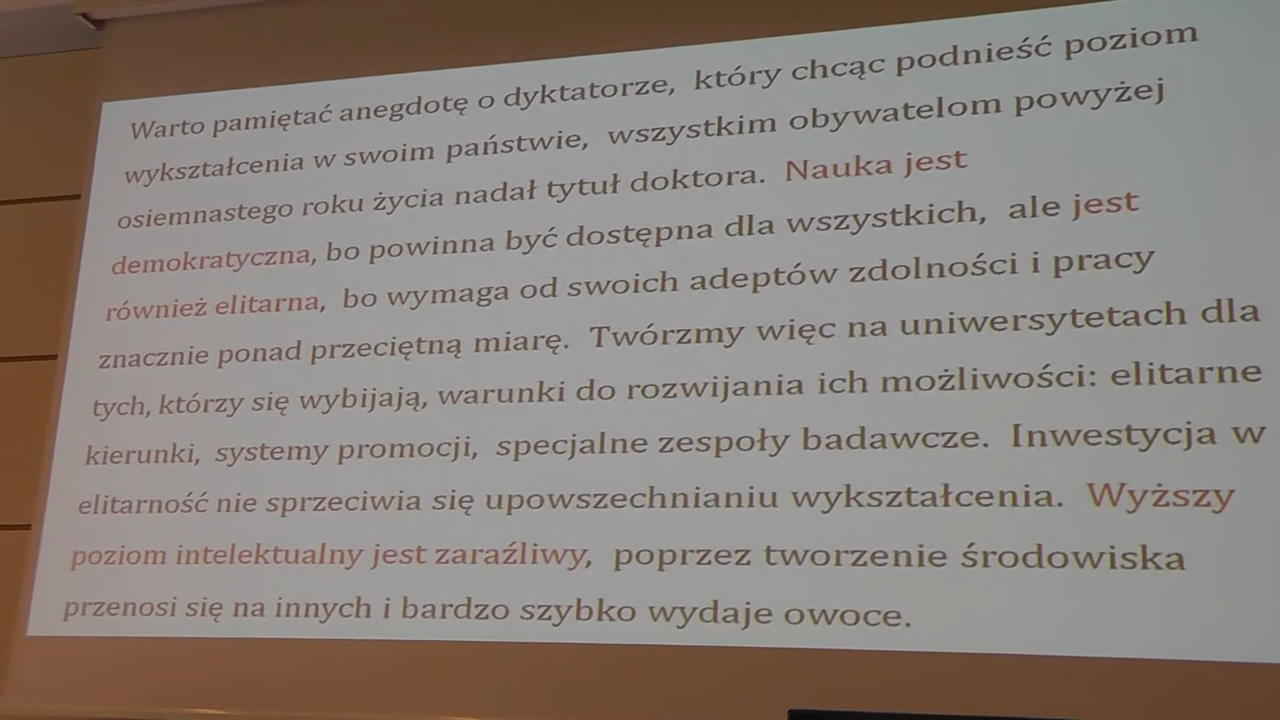 Warto pamiętać anegdotę o dyktatorze, który chcąc podnieść poziom
wykształcenia w swoim państwie, wszystkim obywatelom powyżej
osiemnastego roku życia nadał tytuł doktora. Nauka jest
demokratyczna, bo powinna być dostępna dla wszystkich, ale jest
również elitarna, bo wymaga od swoich adeptów zdolności i pracy
znacznie ponad przeciętną miarę. Twórzmy więc na uniwersytetach dla
tych, którzy się wybijają, warunki do rozwijania ich możliwości: elitarne
kierunki, systemy promocji, specjalne zespoły badawcze. Inwestycja w
elitarność nie sprzeciwia się upowszechnianiu wykształcenia. Wyższy
poziom intelektualny jest zaraźliwy, poprzez tworzenie środowiska
przenosi się na innych i bardzo szybko wydaje owoce.